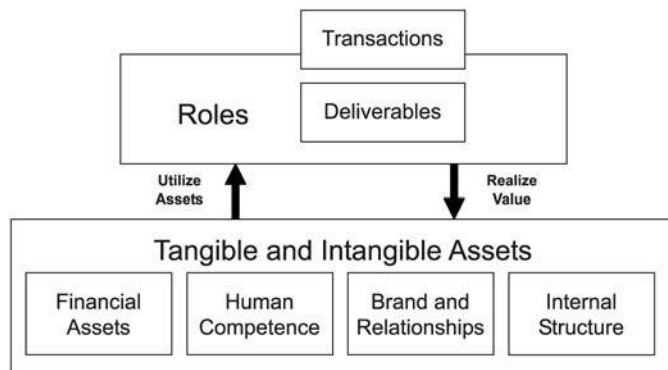 Transactions
Roles
Deliverables
Utilize
Assets
Realize
Value
Tangible and Intangible Assets
Financial
Assets
Human
Competence
Brand and
Relationships
Internal
Structure